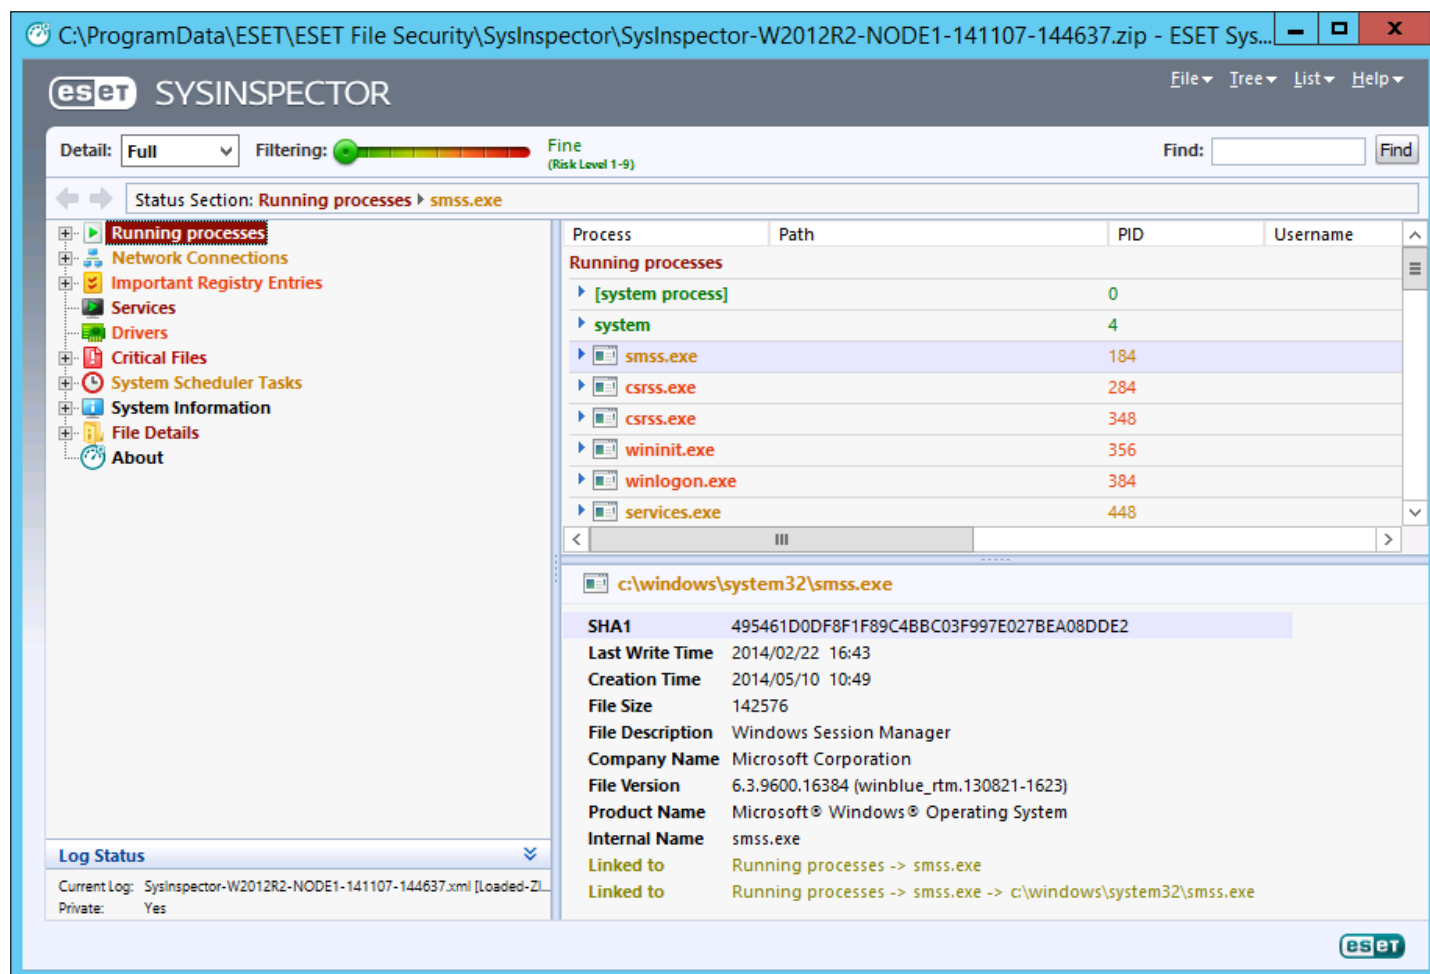 C:\ProgramData\ESET\ESET File Security\SysInspector\SysInspector-W2012R2-NODE1-141107-144637.zip - ESET Sys...
eset SYSINSPECTOR
File Tree List Help
Detail: Full Filtering: Fine Find: Find
(Risk Level 1-9)
Status Section: Running processes smss.exe
Running processes
Network Connections
Important Registry Entries
Services
Drivers
Critical Files
System Scheduler Tasks
System Information
File Details
About
Process Path PID Username
Running processes
[system process] 0
system 4
smss.exe 184
csrss.exe 284
csrss.exe 348
wininit.exe 356
winlogon.exe 384
services.exe 448
c:\windows\system32\smss.exe
SHA1 495461D0DF8F1F89C4BBC03F997E027BEA08DDE2
Last Write Time 2014/02/22 16:43
Creation Time 2014/05/10 10:49
File Size 142576
File Description Windows Session Manager
Company Name Microsoft Corporation
File Version 6.3.9600.16384 (winblue_rtm.130821-1623)
Product Name Microsoft® Windows® Operating System
Internal Name smss.exe
Linked to Running processes -> smss.exe
Linked to Running processes -> smss.exe -> c:\windows\system32\smss.exe
Log Status
Current Log: SysInspector-W2012R2-NODE1-141107-144637.xml [Loaded-ZI...
Private: Yes
eset